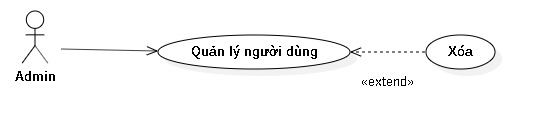 Admin
Quản lý người dùng
Xóa
«extend»